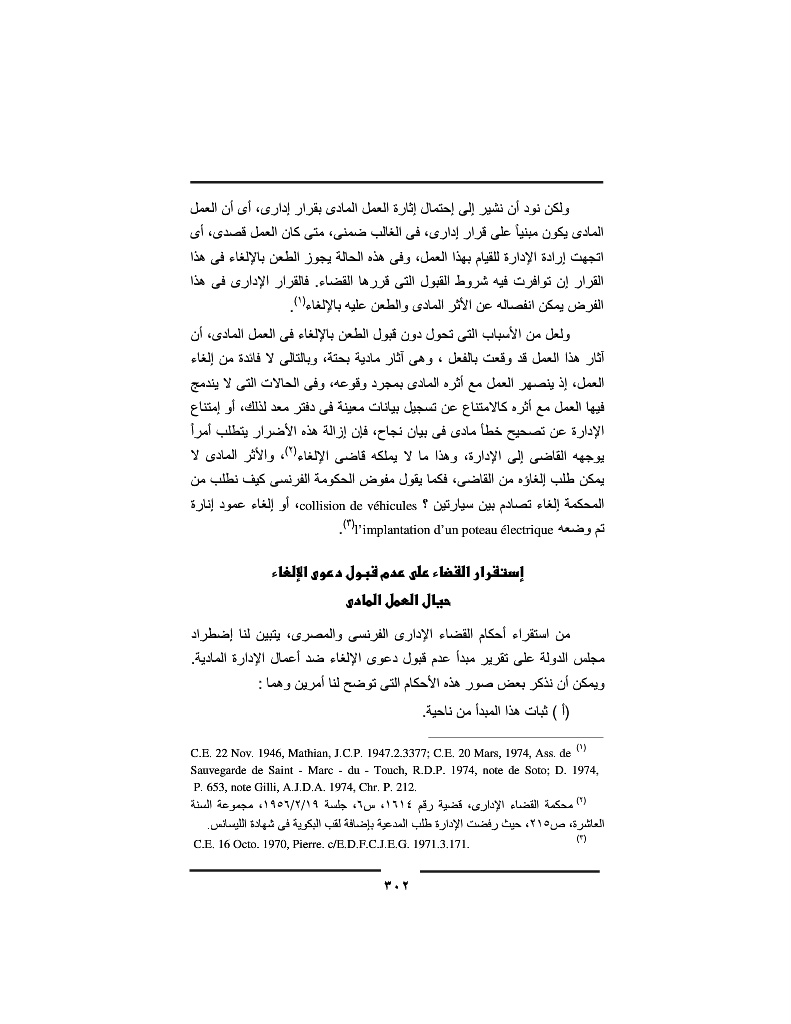 ولكن نود أن نشير إلى إحتمال إثارة العمل المادى بقرار إدارى، أى أن العمل
المادى يكون مبنياً على قرار إدارى، فى الغالب ضمنى، متى كان العمل قصدى، أى
اتجهت إرادة الإدارة للقيام بهذا العمل، وفى هذه الحالة يجوز الطعن بالإلغاء فى هذا
القرار إن توافرت فيه شروط القبول التى قررها القضاء. فالقرار الإدارى فى هذا
الفرض يمكن انفصاله عن الأثر المادى والطعن عليه بالإلغاء(١).
ولعل من الأسباب التى تحول دون قبول الطعن بالإلغاء فى العمل المادى، أن
آثار هذا العمل قد وقعت بالفعل ، وهى آثار مادية بحتة، وبالتالى لا فائدة من إلغاء
العمل، إذ ينصهر العمل مع أثره المادى بمجرد وقوعه، وفى الحالات التى لا يندمج
فيها العمل مع أثره كالامتناع عن تسجيل بيانات معينة فى دفتر معد لذلك، أو إمتناع
الإدارة عن تصحيح خطأ مادى فى بيان نجاح، فإن إزالة هذه الأضرار يتطلب أمراً
يوجهه القاضى إلى الإدارة، وهذا ما لا يملكه قاضى الإلغاء(٢)، والأثر المادى لا
يمكن طلب إلغاؤه من القاضى، فكما يقول مفوض الحكومة الفرنسى كيف نطلب من
المحكمة إلغاء تصادم بين سيارتين ؟ collision de véhicules، أو إلغاء عمود إنارة
تم وضعه l’implantation d’un poteau électrique(٣).
إستقرار القضاء على عدم قبول دعوى الإلغاء
حيال العمل المادى
من استقراء أحكام القضاء الإدارى الفرنسى والمصرى، يتبين لنا إضطراد
مجلس الدولة على تقرير مبدأ عدم قبول دعوى الإلغاء ضد أعمال الإدارة المادية.
ويمكن أن نذكر بعض صور هذه الأحكام التى توضح لنا أمرين وهما :
(أ ) ثبات هذا المبدأ من ناحية.
(١) C.E. 22 Nov. 1946, Mathian, J.C.P. 1947.2.3377; C.E. 20 Mars, 1974, Ass. de
Sauvegarde de Saint - Marc - du - Touch, R.D.P. 1974, note de Soto; D. 1974,
P. 653, note Gilli, A.J.D.A. 1974, Chr. P. 212.
(٢) محكمة القضاء الإدارى، قضية رقم ١٦١٤، س٦، جلسة ١٩٥٦/٢/١٩، مجموعة السنة
العاشرة، ص٢١٥، حيث رفضت الإدارة طلب المدعية بإضافة لقب البكوية فى شهادة الليسانس.
(٣) C.E. 16 Octo. 1970, Pierre. c/E.D.F.C.J.E.G. 1971.3.171.
٣٠٢